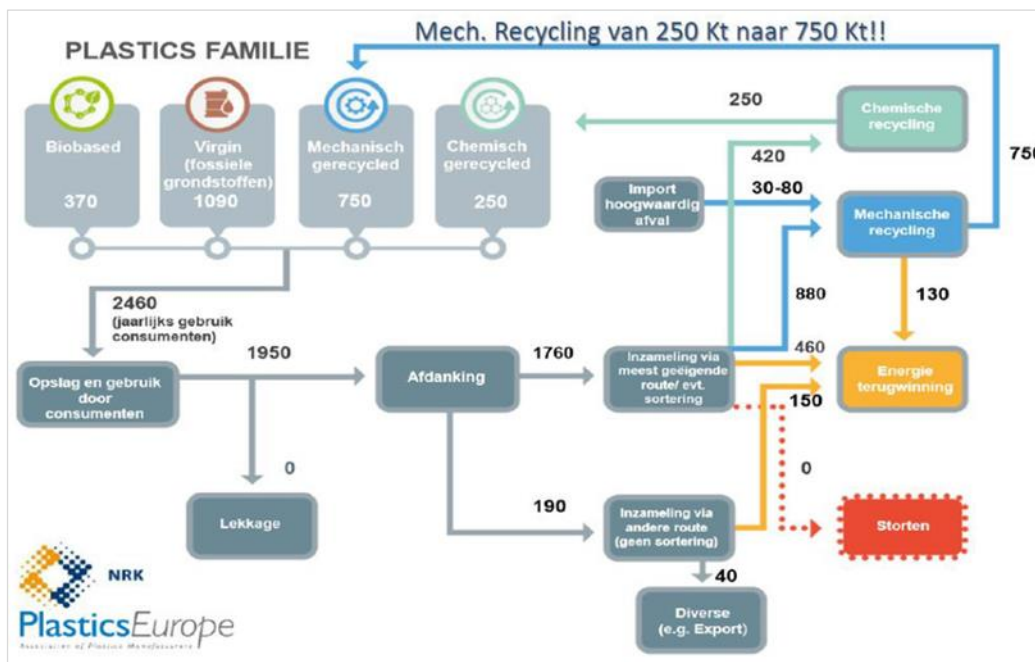 Mech. Recycling van 250 Kt naar 750 Kt!!
PLASTICS FAMILIE
Biobased
370
Virgin
(fossiele
grondstoffen)
1090
Mechanisch
gerecycled
750
Chemisch
gerecycled
250
250
Chemische
recycling
420
750
Import
hoogwaardig
afval
30-80
Mechanische
recycling
880
130
2460
(jaarlijks gebruik
consumenten)
1950
1760
460
Opslag en gebruik
door
consumenten
Afdanking
Inzameling via
meest geëigende
route/ evt.
sortering
Energie
terugwinning
150
0
0
190
Lekkage
Inzameling via
andere route
(geen sortering)
Storten
40
Diverse
(e.g. Export)
NRK
PlasticsEurope
Association of Plastics Manufacturers